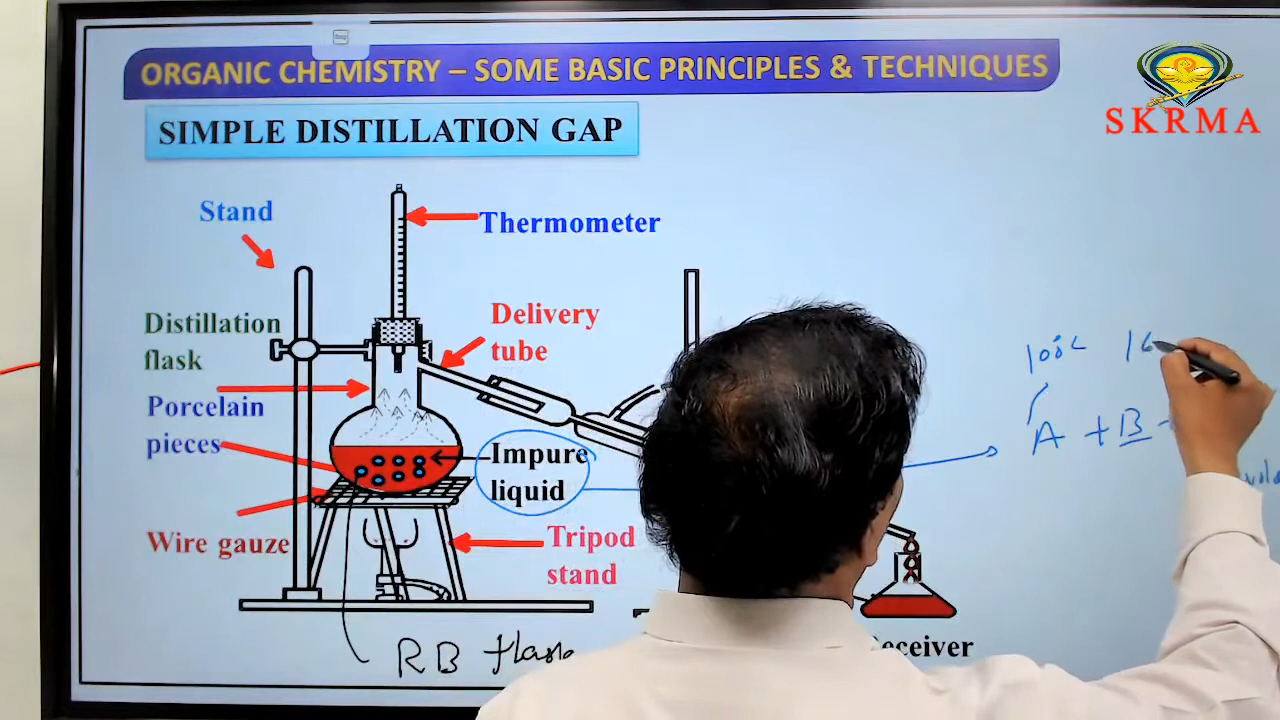 ORGANIC CHEMISTRY – SOME BASIC PRINCIPLES & TECHNIQUES
SKRMA
SIMPLE DISTILLATION GAP
Stand
Thermometer
Distillation
flask
Delivery
tube
Porcelain
pieces
Impure
liquid
A + B
Wire gauze
Tripod
stand
RB